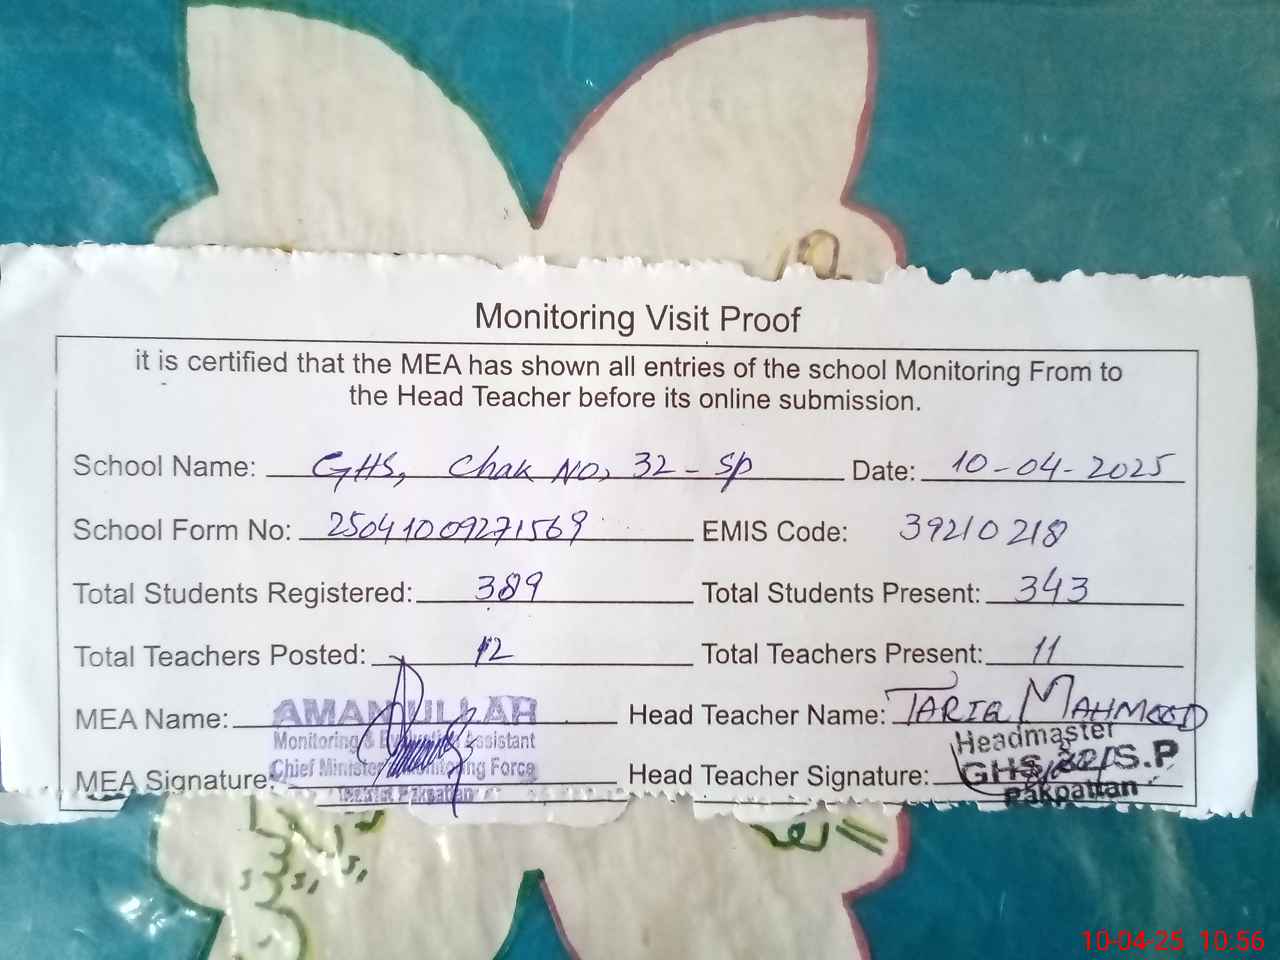 Monitoring Visit Proof
it is certified that the MEA has shown all entries of the school Monitoring From to
the Head Teacher before its online submission.
School Name: GHS, Chak No, 32-SP Date: 10-04-2025
School Form No: 25041009271569 EMIS Code: 39210218
Total Students Registered: 389 Total Students Present: 343
Total Teachers Posted: 12 Total Teachers Present: 11
MEA Name: AMANULLAH Head Teacher Name: TARIQ MAHMOOD
Monitoring & Evaluation Assistant Headmaster
Chief Minister Monitoring Force GHS 32/S.P
MEA Signature: Head Teacher Signature:
District Pakpattan Pakpattan
10-04-25 10:56